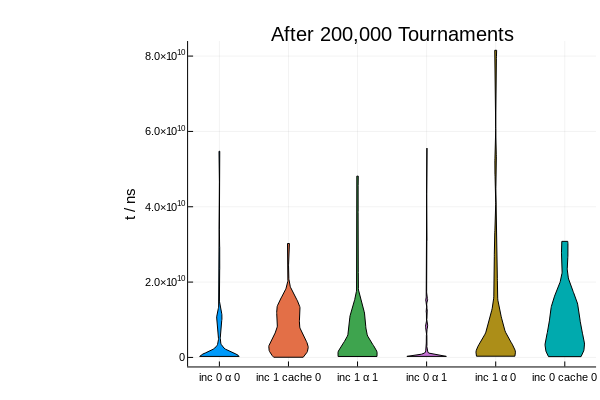 After 200,000 Tournaments
t / ns
8.0×10¹⁰
6.0×10¹⁰
4.0×10¹⁰
2.0×10¹⁰
0
inc 0 α 0 inc 1 cache 0 inc 1 α 1 inc 0 α 1 inc 1 α 0 inc 0 cache 0